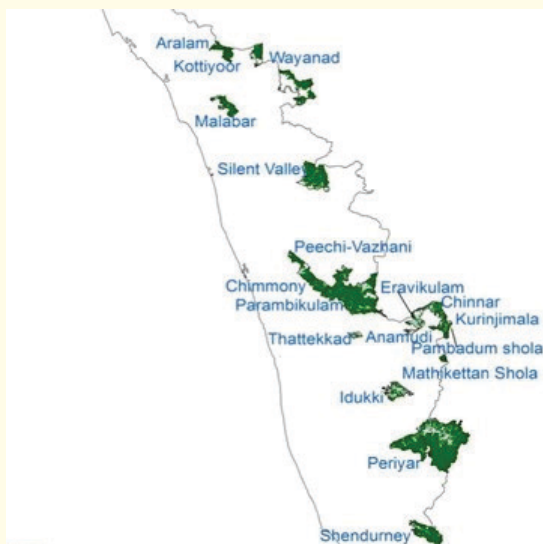 Aralam
Kottiyoor
Wayanad
Malabar
Silent Valley
Peechi-Vazhani
Chimmony
Eravikulam
Parambikulam
Chinnar
Kurinjimala
Thattekkad
Anamudi
Pambadum shola
Mathikettan Shola
Idukki
Periyar
Shendurney